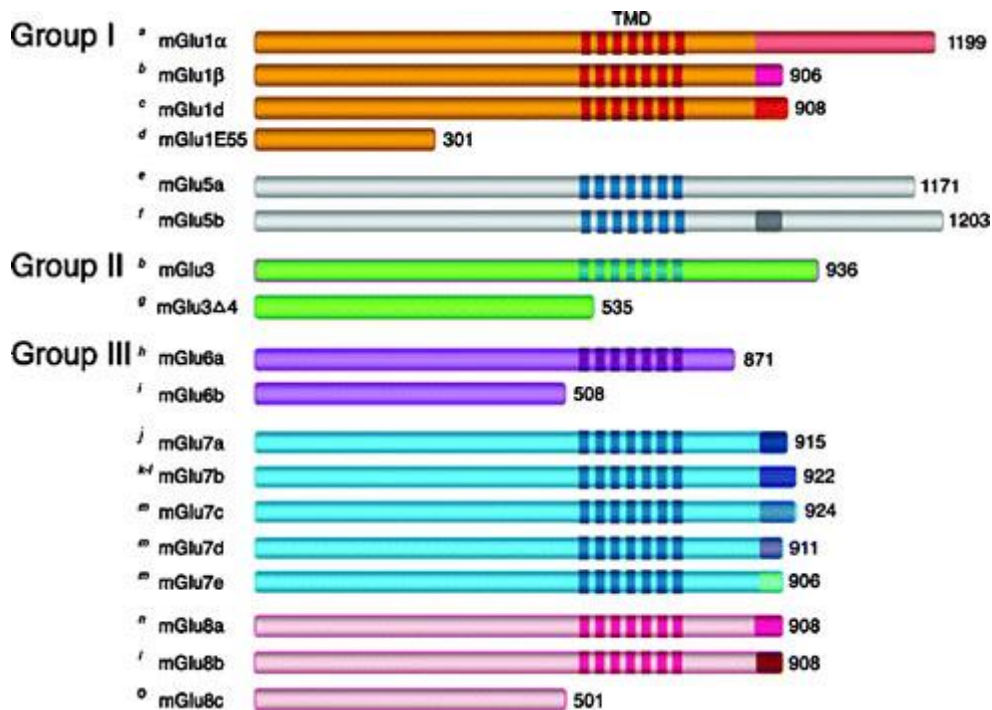 TMD
Group I a mGlu1α 1199
b mGlu1β 906
c mGlu1d 908
d mGlu1E55 301
e mGlu5a 1171
f mGlu5b 1203
Group II b mGlu3 936
g mGlu3Δ4 535
Group III h mGlu6a 871
i mGlu6b 508
j mGlu7a 915
k-l mGlu7b 922
m mGlu7c 924
m mGlu7d 911
m mGlu7e 906
n mGlu8a 908
l mGlu8b 908
o mGlu8c 501